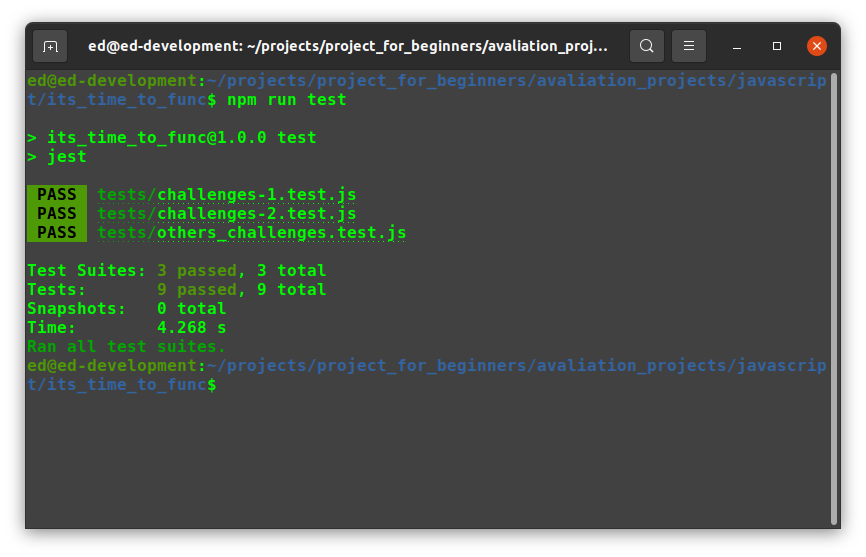 ed@ed-development: ~/projects/project_for_beginners/avaliation_proj...
ed@ed-development:~/projects/project_for_beginners/avaliation_projects/javascrip
t/its_time_to_func$ npm run test
> its_time_to_func@1.0.0 test
> jest
PASS tests/challenges-1.test.js
PASS tests/challenges-2.test.js
PASS tests/others_challenges.test.js
Test Suites: 3 passed, 3 total
Tests: 9 passed, 9 total
Snapshots: 0 total
Time: 4.268 s
Ran all test suites.
ed@ed-development:~/projects/project_for_beginners/avaliation_projects/javascrip
t/its_time_to_func$